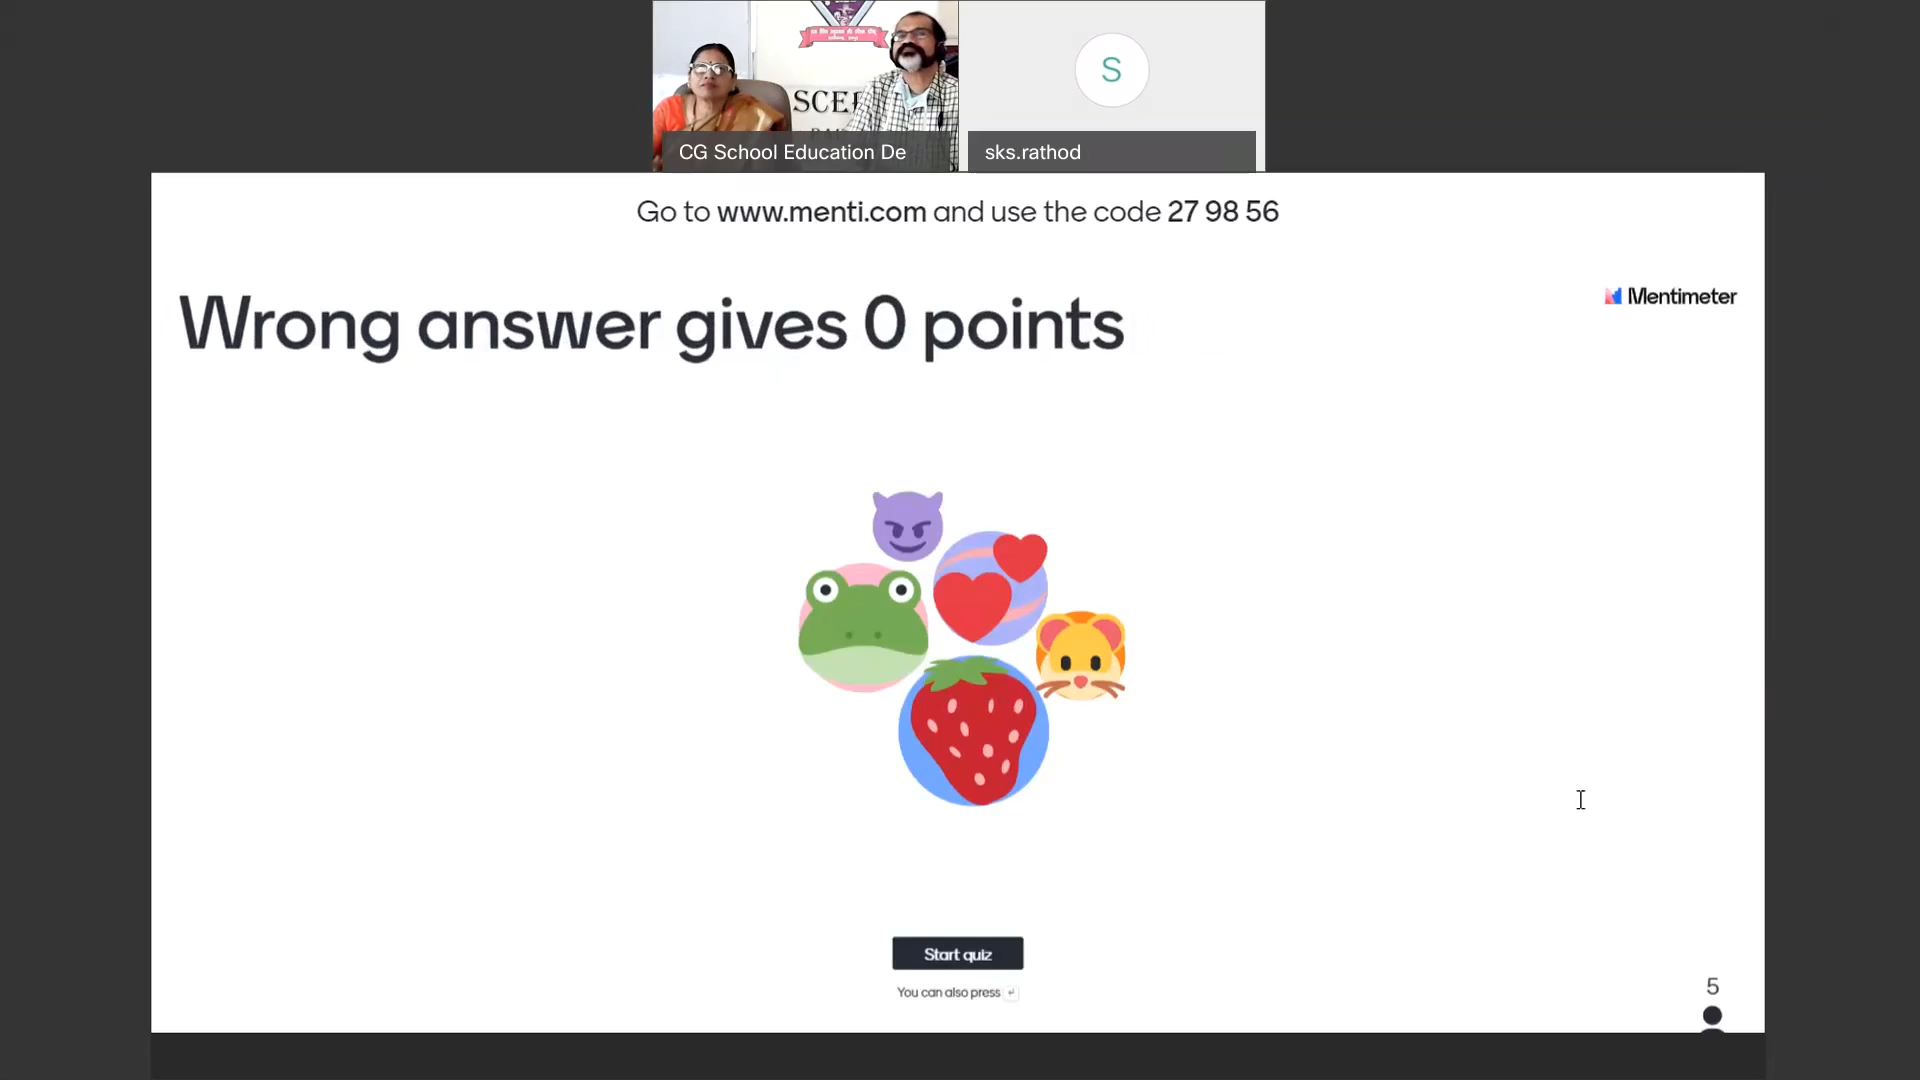 SCE
CG School Education De
S
sks.rathod
Go to www.menti.com and use the code 27 98 56
Wrong answer gives 0 points
Mentimeter
Start quiz
You can also press ↵
5